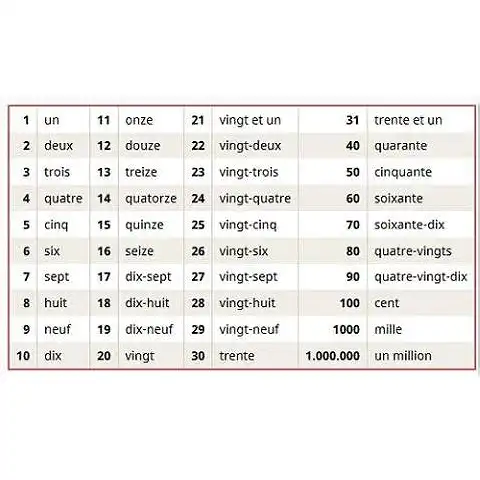 1 un 11 onze 21 vingt et un 31 trente et un
2 deux 12 douze 22 vingt-deux 40 quarante
3 trois 13 treize 23 vingt-trois 50 cinquante
4 quatre 14 quatorze 24 vingt-quatre 60 soixante
5 cinq 15 quinze 25 vingt-cinq 70 soixante-dix
6 six 16 seize 26 vingt-six 80 quatre-vingts
7 sept 17 dix-sept 27 vingt-sept 90 quatre-vingt-dix
8 huit 18 dix-huit 28 vingt-huit 100 cent
9 neuf 19 dix-neuf 29 vingt-neuf 1000 mille
10 dix 20 vingt 30 trente 1.000.000 un million